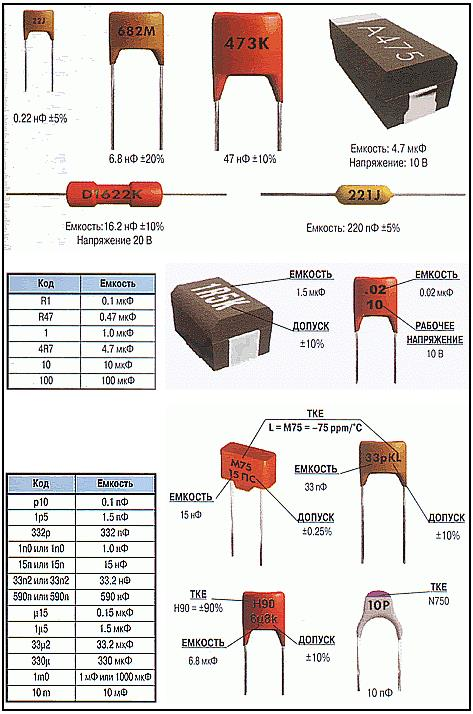 22J
682M
473K
A475
0.22 нФ ±5%
6.8 нФ ±20%
47 нФ ±10%
Емкость: 4.7 мкФ
Напряжение: 10 В
D1622K
221J
Емкость:16.2 нФ ±10%
Напряжение 20 В
Емкость: 220 пФ ±5%
Код Емкость
R1 0.1 мкФ
R47 0.47 мкФ
1 1.0 мкФ
4R7 4.7 мкФ
10 10 мкФ
100 100 мкФ
1R5K
ЕМКОСТЬ
1.5 мкФ
ДОПУСК
±10%
.02
10
ЕМКОСТЬ
0.02 мкФ
РАБОЧЕЕ
НАПРЯЖЕНИЕ
10 В
ТКЕ
L = M75 = –75 ppm/°C
M75
15ПС
ЕМКОСТЬ
15 нФ
ДОПУСК
±0.25%
33pKL
ЕМКОСТЬ
33 пФ
ДОПУСК
±10%
Код Емкость
p10 0.1 пФ
1p5 1.5 пФ
332p 332 пФ
1n0 или 1n0 1.0 нФ
15n или 15n 15 нФ
33n2 или 33n2 33.2 нФ
590n или 590n 590 нФ
µ15 0.15 мкФ
1µ5 1.5 мкФ
33µ2 33.2 мкФ
330µ 330 мкФ
1m0 1 мФ или 1000 мкФ
10 m 10 мФ
ТКЕ
H90 = ±90%
H90
6µ8k
ЕМКОСТЬ
6.8 мкФ
ДОПУСК
±10%
10P
ТКЕ
N750
10 пФ